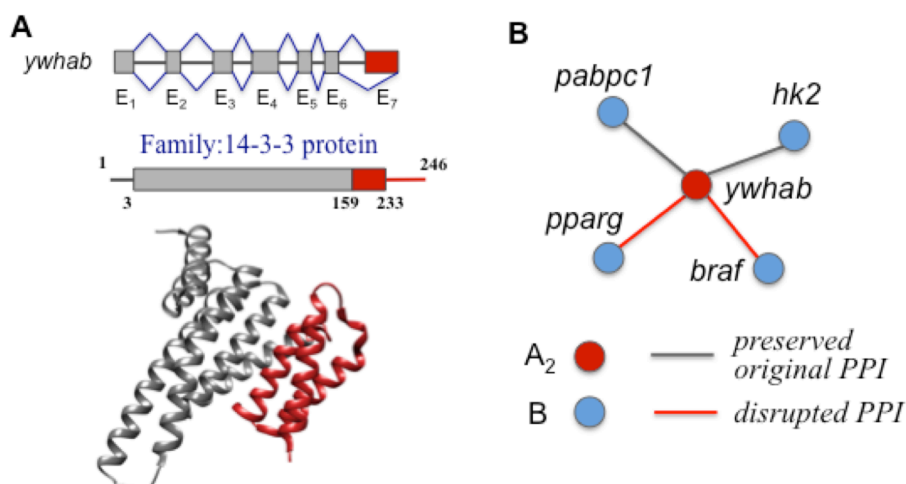 A
ywhab
E1 E2 E3 E4 E5 E6 E7
Family:14-3-3 protein
1 246
3 159 233
B
pabpc1
hk2
ywhab
pparg
braf
A2
preserved
original PPI
B
disrupted PPI